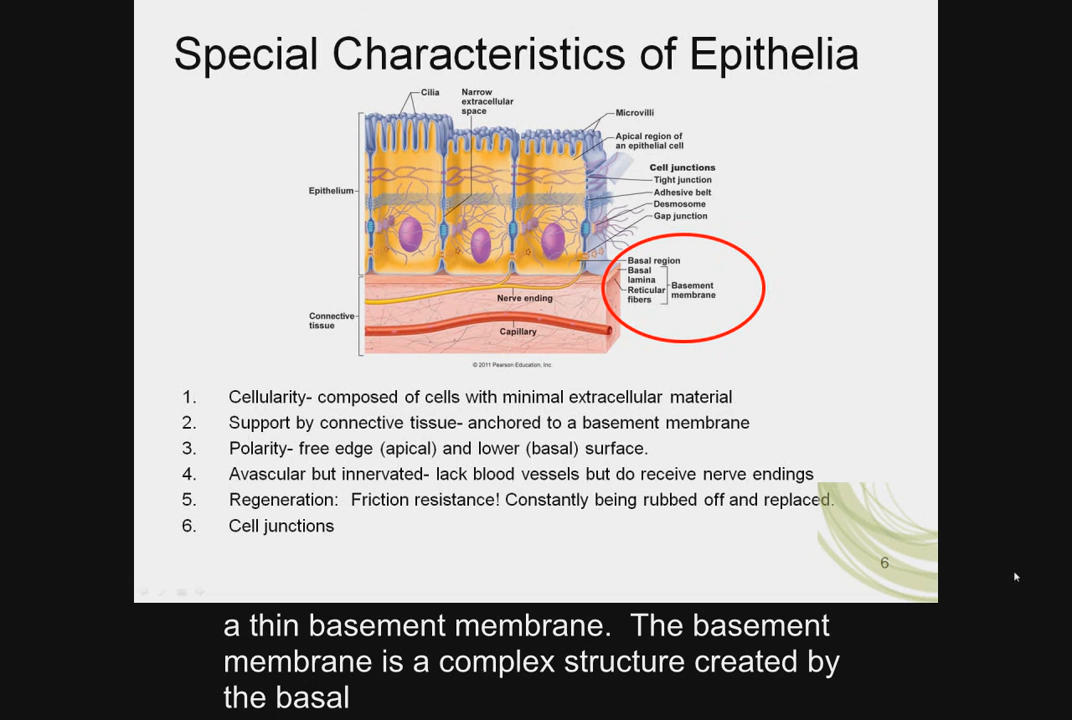 Special Characteristics of Epithelia
Cilia
Narrow
extracellular
space
Microvilli
Apical region of
an epithelial cell
Cell junctions
Tight junction
Adhesive belt
Desmosome
Gap junction
Epithelium
Basal region
Basal
lamina
Reticular
fibers
Basement
membrane
Nerve ending
Connective
tissue
Capillary
© 2011 Pearson Education, Inc.
1. Cellularity- composed of cells with minimal extracellular material
2. Support by connective tissue- anchored to a basement membrane
3. Polarity- free edge (apical) and lower (basal) surface.
4. Avascular but innervated- lack blood vessels but do receive nerve endings
5. Regeneration: Friction resistance! Constantly being rubbed off and replaced.
6. Cell junctions
6
a thin basement membrane. The basement
membrane is a complex structure created by
the basal